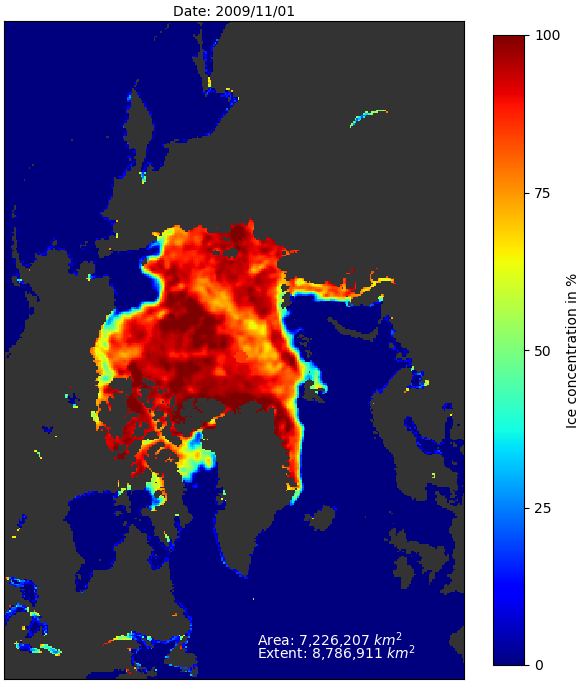 Date: 2009/11/01
100
75
50
25
0
Ice concentration in %
Area: 7,226,207 km²
Extent: 8,786,911 km²